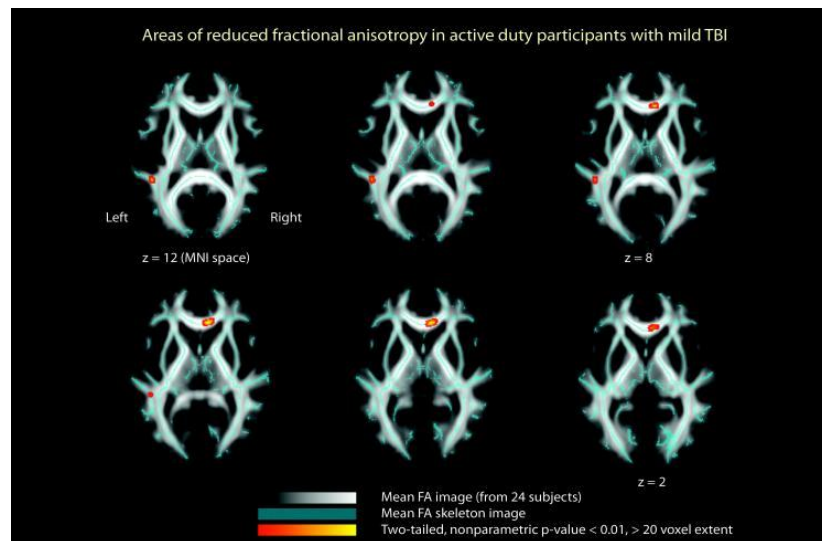 Areas of reduced fractional anisotropy in active duty participants with mild TBI
Left
Right
z = 12 (MNI space)
z = 8
z = 2
Mean FA image (from 24 subjects)
Mean FA skeleton image
Two-tailed, nonparametric p-value < 0.01, > 20 voxel extent